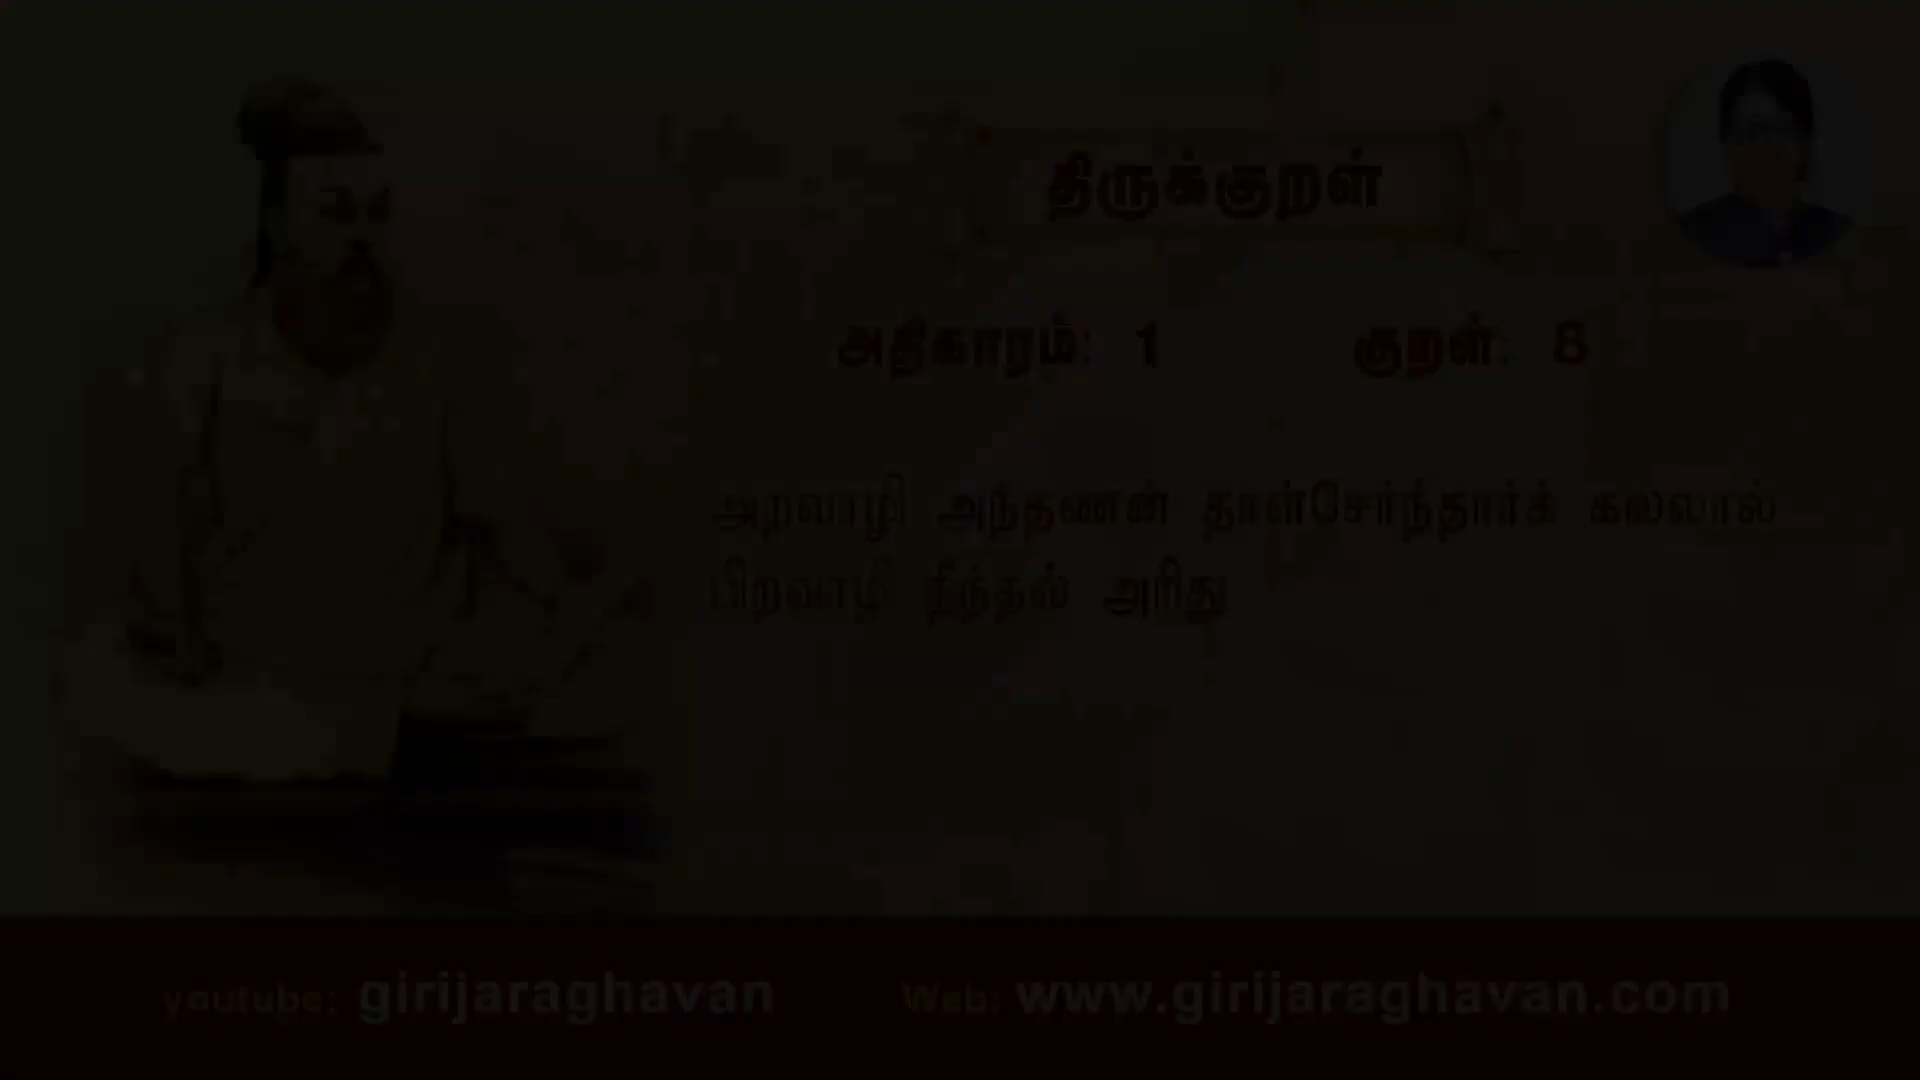 திருக்குறள்
அதிகாரம்: 1 குறள்: 8
அறவாழி அந்தணன் தாள்சேர்ந்தார்க் கல்லால்
பிறவாழி நீந்தல் அரிது
youtube: girijaraghavan Web: www.girijaraghavan.com